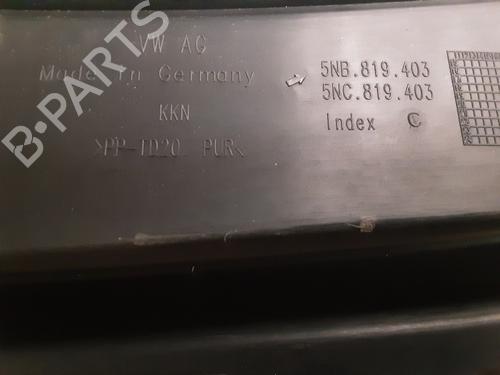 B-PARTS
VW AG
Made in Germany
KKN
>PP-TD20 PUR<
5NB.819.403
5NC.819.403
Index C